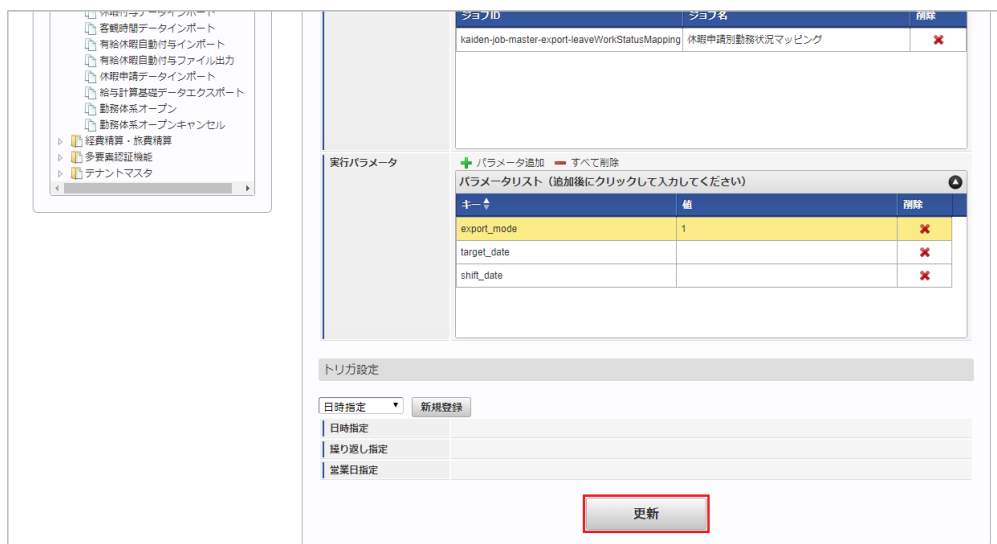 休暇付与データインポート
客観時間データインポート
有給休暇自動付与インポート
有給休暇自動付与ファイル出力
休暇申請データインポート
給与計算基礎データエクスポート
勤務体系オープン
勤務体系オープンキャンセル
経費精算・旅費精算
多要素認証機能
テナントマスタ
ジョブID ジョブ名 削除
kaiden-job-master-export-leaveWorkStatusMapping 休暇申請別勤務状況マッピング
実行パラメータ
パラメータ追加 すべて削除
パラメータリスト（追加後にクリックして入力してください）
キー 値 削除
export_mode 1
target_date
shift_date
トリガ設定
日時指定 新規登録
日時指定
繰り返し指定
営業日指定
更新